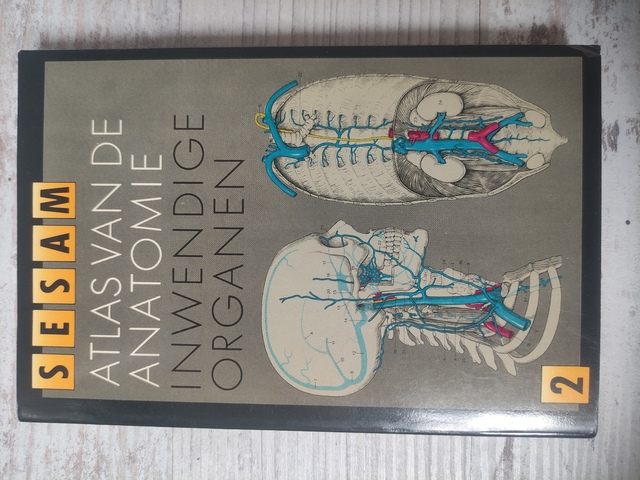 SESAM
ATLAS VAN DE
ANATOMIE
INWENDIGE
ORGANEN
2